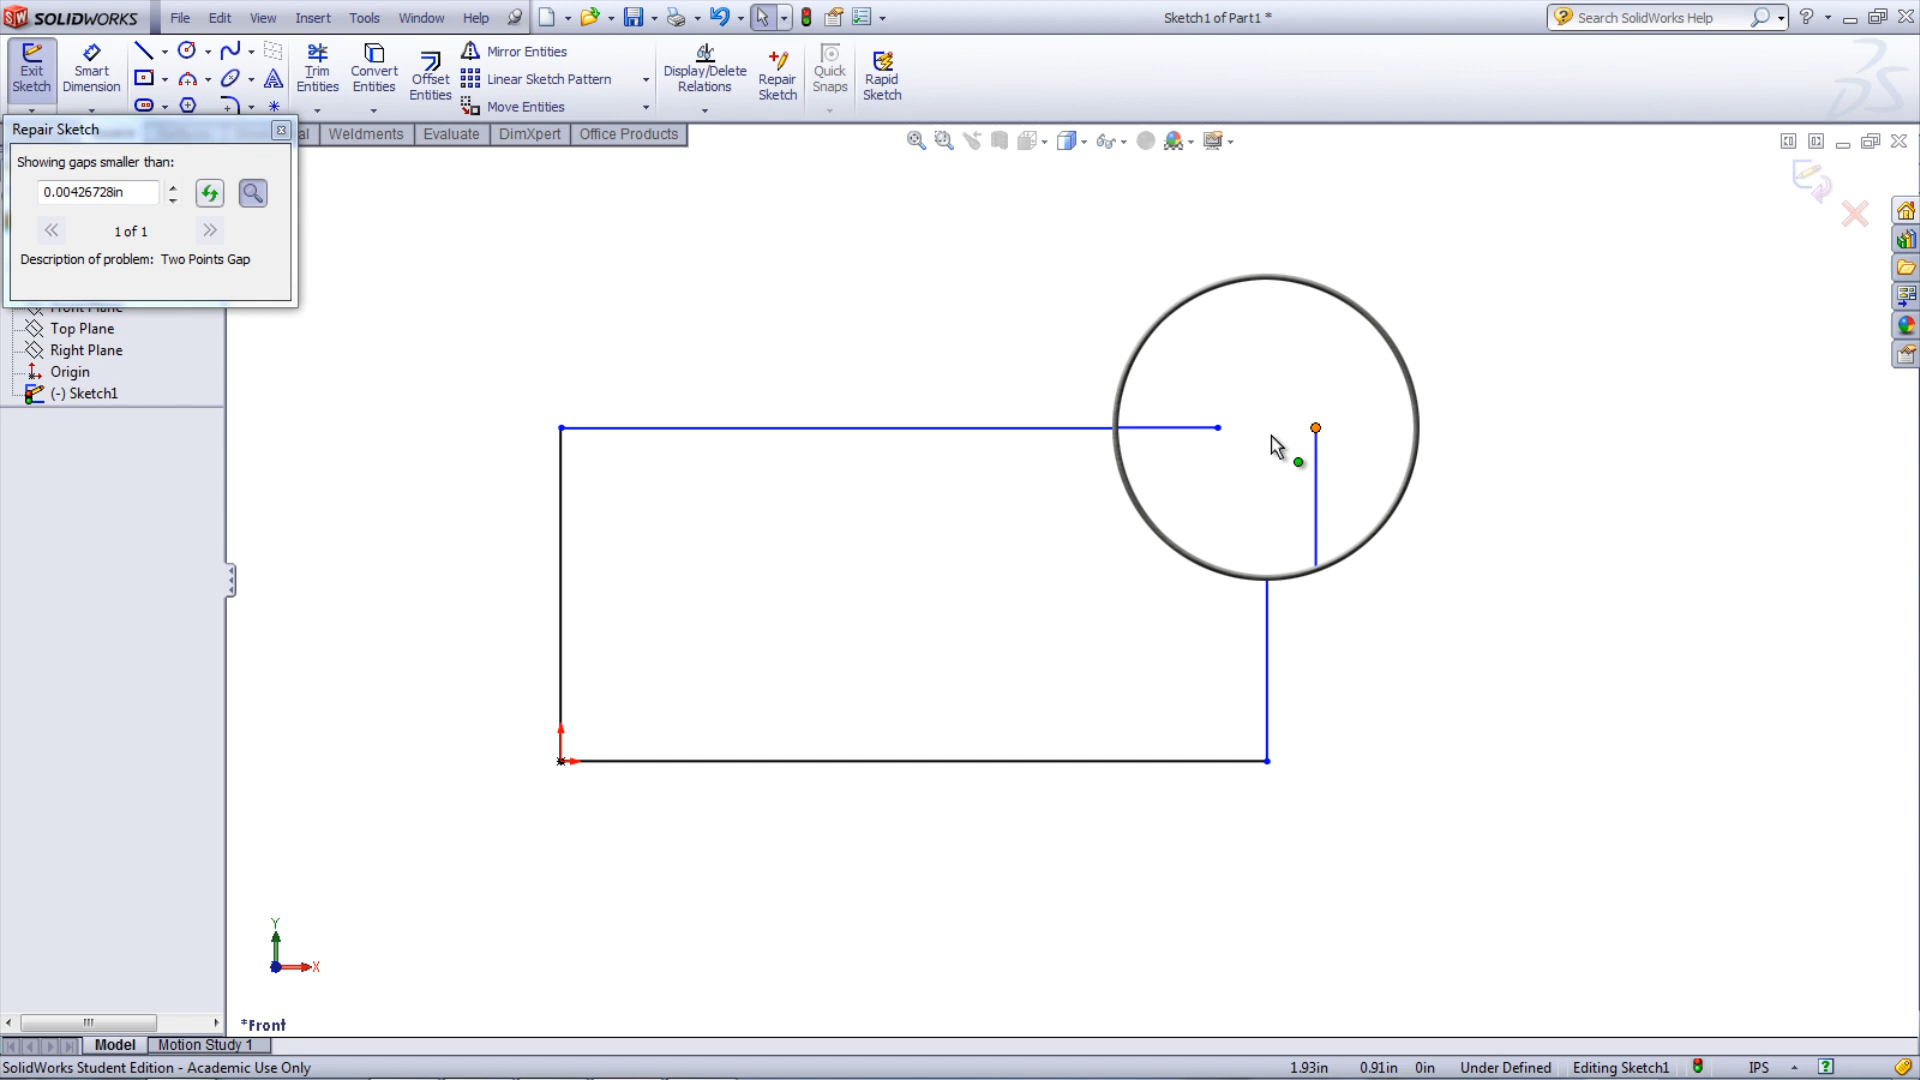 SOLIDWORKS File Edit View Insert Tools Window Help Sketch1 of Part1 * Search SolidWorks Help
Exit Sketch
Smart Dimension
Trim Entities
Convert Entities
Offset Entities
Mirror Entities
Linear Sketch Pattern
Move Entities
Display/Delete Relations
Repair Sketch
Quick Snaps
Rapid Sketch
Weldments Evaluate DimXpert Office Products
Repair Sketch
Showing gaps smaller than:
0.00426728in
1 of 1
Description of problem: Two Points Gap
Front Plane
Top Plane
Right Plane
Origin
(-) Sketch1
Y
X
*Front
Model Motion Study 1
SolidWorks Student Edition - Academic Use Only 1.93in 0.91in 0in Under Defined Editing Sketch1 IPS